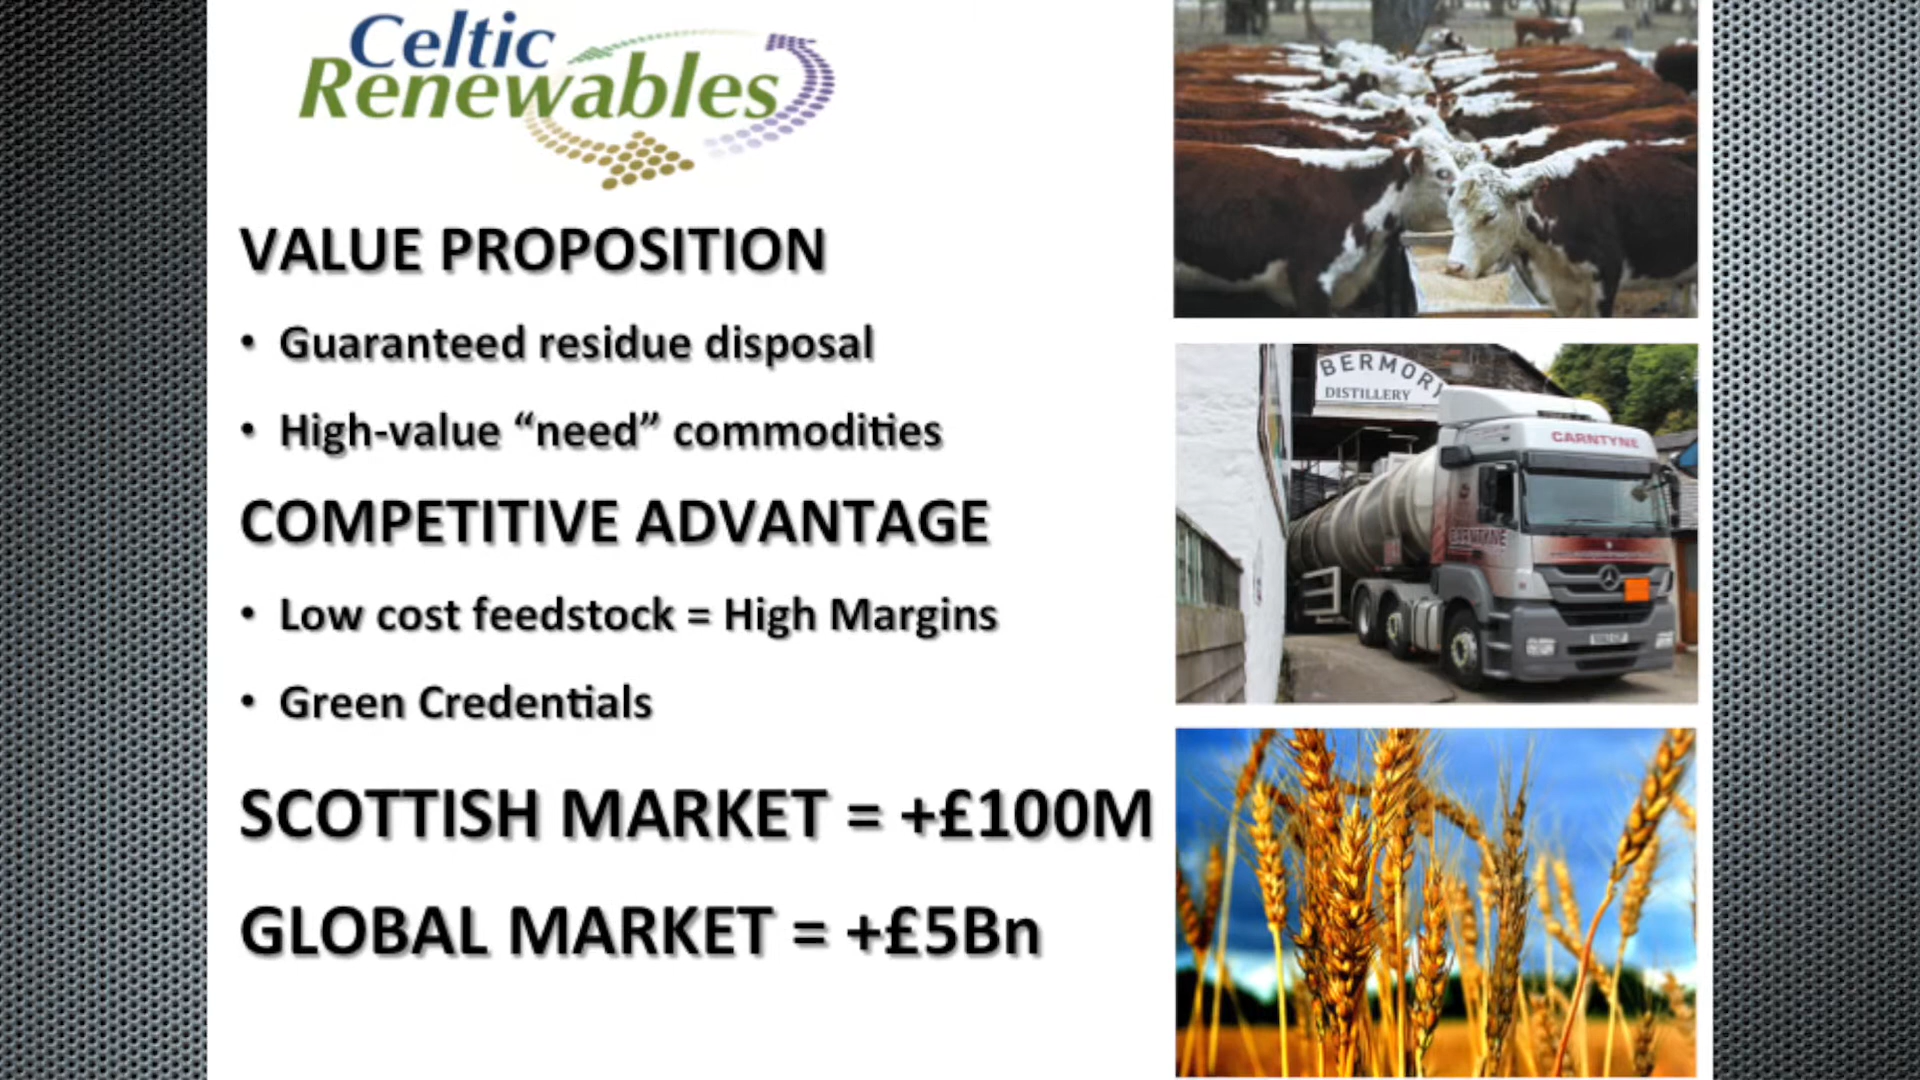 Celtic
Renewables
VALUE PROPOSITION
• Guaranteed residue disposal
• High-value “need” commodities
COMPETITIVE ADVANTAGE
• Low cost feedstock = High Margins
• Green Credentials
SCOTTISH MARKET = +£100M
GLOBAL MARKET = +£5Bn
BERMORY
DISTILLERY
CARNTYNE
CARNTYNE